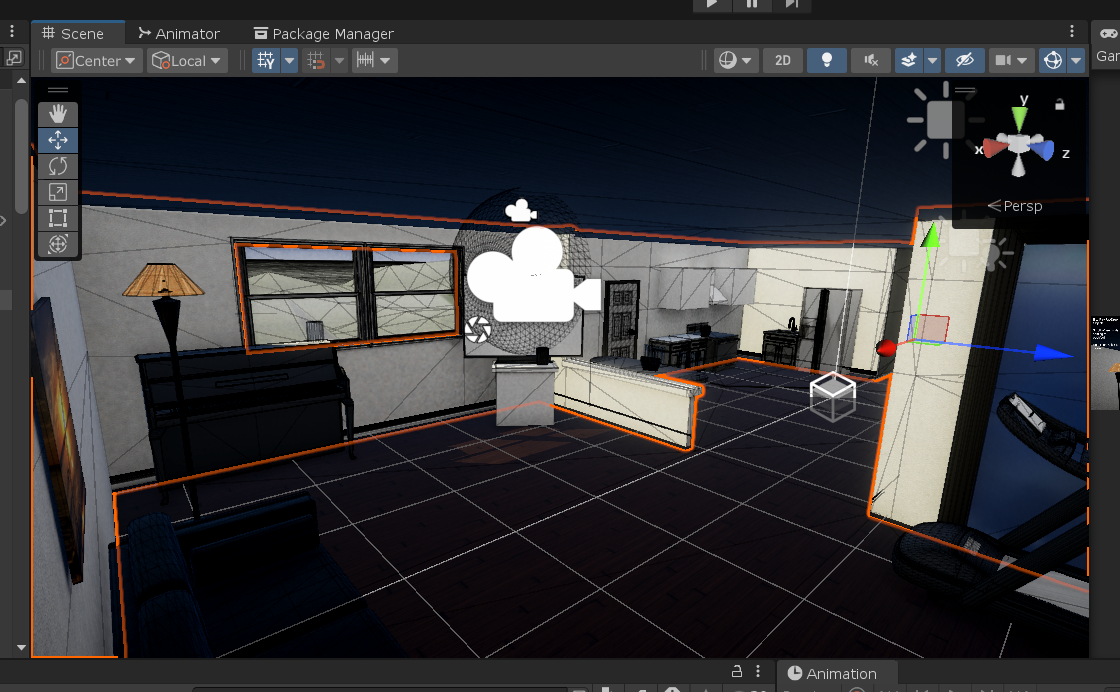 Scene
Animator
Package Manager
Center
Local
2D
Gar
y
x
z
Persp
Animation